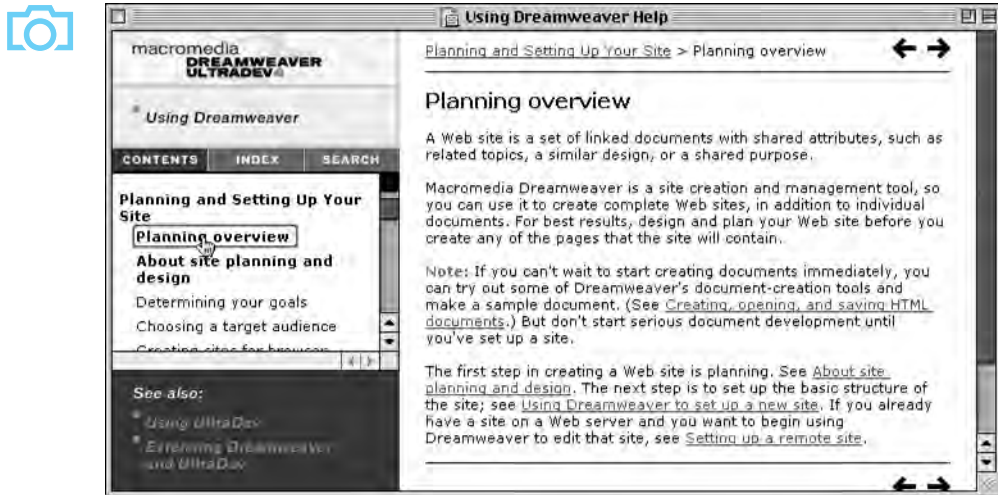 Using Dreamweaver Help
macromedia
DREAMWEAVER
ULTRADEV 4
Using Dreamweaver
CONTENTS INDEX SEARCH
Planning and Setting Up Your
Site
Planning overview
About site planning and
design
Determining your goals
Choosing a target audience
Creating sites for browser
See also:
Using UltraDev
Extending Dreamweaver
and UltraDev
Planning and Setting Up Your Site > Planning overview
Planning overview
A Web site is a set of linked documents with shared attributes, such as
related topics, a similar design, or a shared purpose.
Macromedia Dreamweaver is a site creation and management tool, so
you can use it to create complete Web sites, in addition to individual
documents. For best results, design and plan your Web site before you
create any of the pages that the site will contain.
Note: If you can't wait to start creating documents immediately, you
can try out some of Dreamweaver's document-creation tools and
make a sample document. (See Creating, opening, and saving HTML
documents.) But don't start serious document development until
you've set up a site.
The first step in creating a Web site is planning. See About site
planning and design. The next step is to set up the basic structure of
the site; see Using Dreamweaver to set up a new site. If you already
have a site on a Web server and you want to begin using
Dreamweaver to edit that site, see Setting up a remote site.